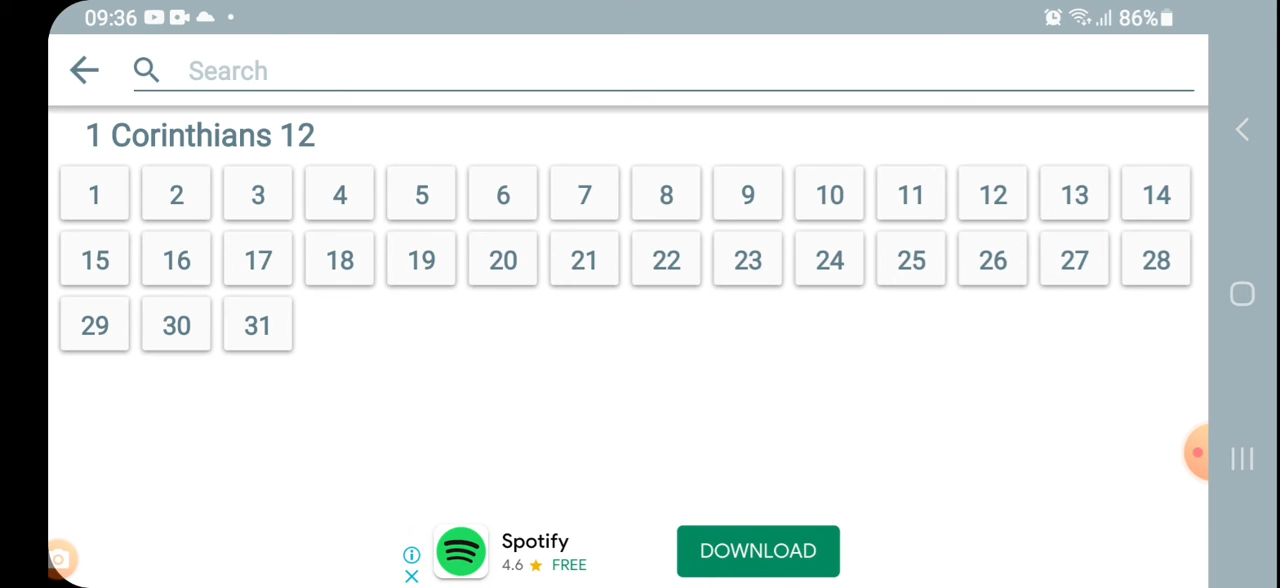 09:36 86%
Search
1 Corinthians 12
1 2 3 4 5 6 7 8 9 10 11 12 13 14
15 16 17 18 19 20 21 22 23 24 25 26 27 28
29 30 31
Spotify
4.6 ★ FREE
DOWNLOAD